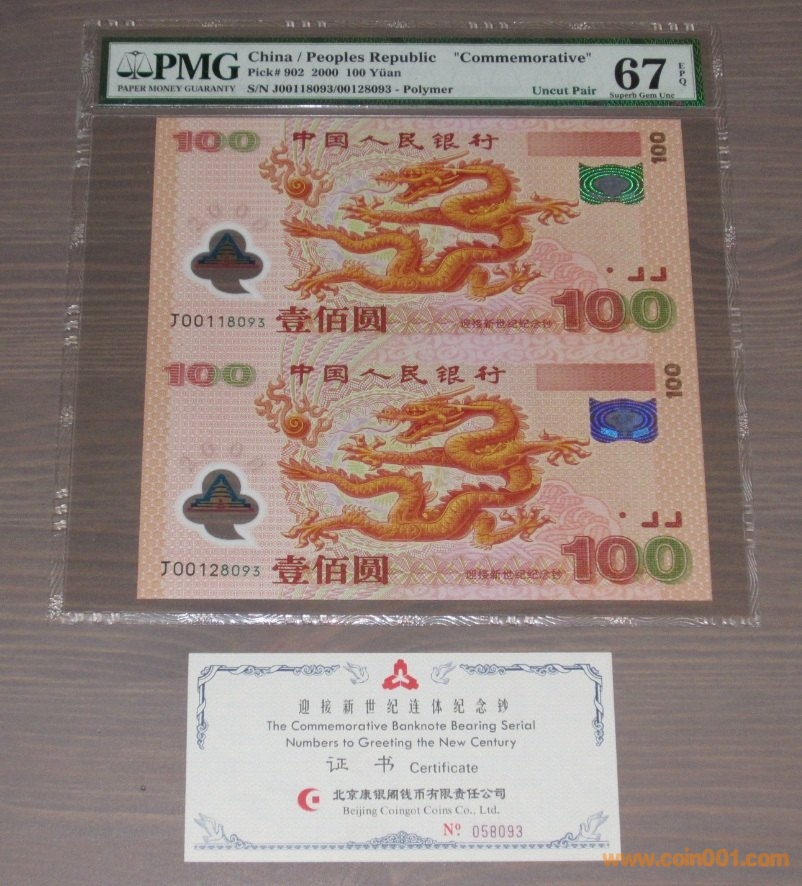 PMG
PAPER MONEY GUARANTY
China / Peoples Republic "Commemorative"
Pick# 902 2000 100 Yüan
S/N J00118093/00128093 - Polymer
Uncut Pair
67
EPQ
Superb Gem Unc
100
中国人民银行
100
2000
J00118093
壹佰圆
迎接新世纪纪念钞
100
100
中国人民银行
100
2000
J00128093
壹佰圆
迎接新世纪纪念钞
100
迎接新世纪连体纪念钞
The Commemorative Banknote Bearing Serial
Numbers to Greeting the New Century
证书 Certificate
北京康银阁钱币有限责任公司
Beijing Coingot Coins Co., Ltd.
Nº 058093
www.coin001.com